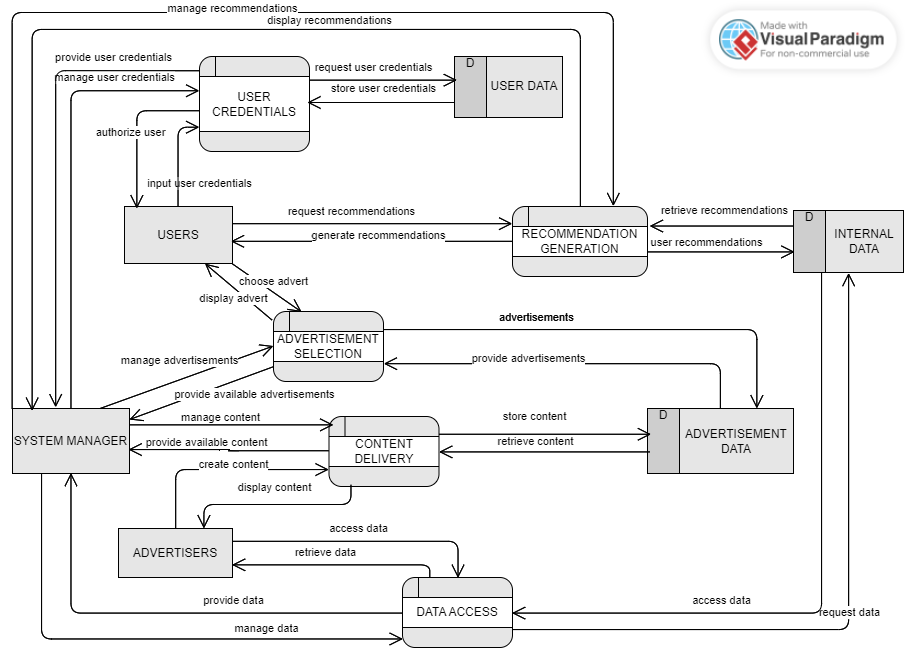 manage recommendations
display recommendations
Made with
VisualParadigm
For non-commercial use
provide user credentials
manage user credentials
request user credentials
store user credentials
D
USER DATA
USER
CREDENTIALS
authorize user
input user credentials
USERS
request recommendations
generate recommendations
RECOMMENDATION
GENERATION
retrieve recommendations
user recommendations
D
INTERNAL
DATA
choose advert
display advert
ADVERTISEMENT
SELECTION
advertisements
provide advertisements
manage advertisements
provide available advertisements
SYSTEM MANAGER
manage content
provide available content
CONTENT
DELIVERY
store content
retrieve content
D
ADVERTISEMENT
DATA
create content
display content
ADVERTISERS
access data
retrieve data
DATA ACCESS
provide data
manage data
access data
request data